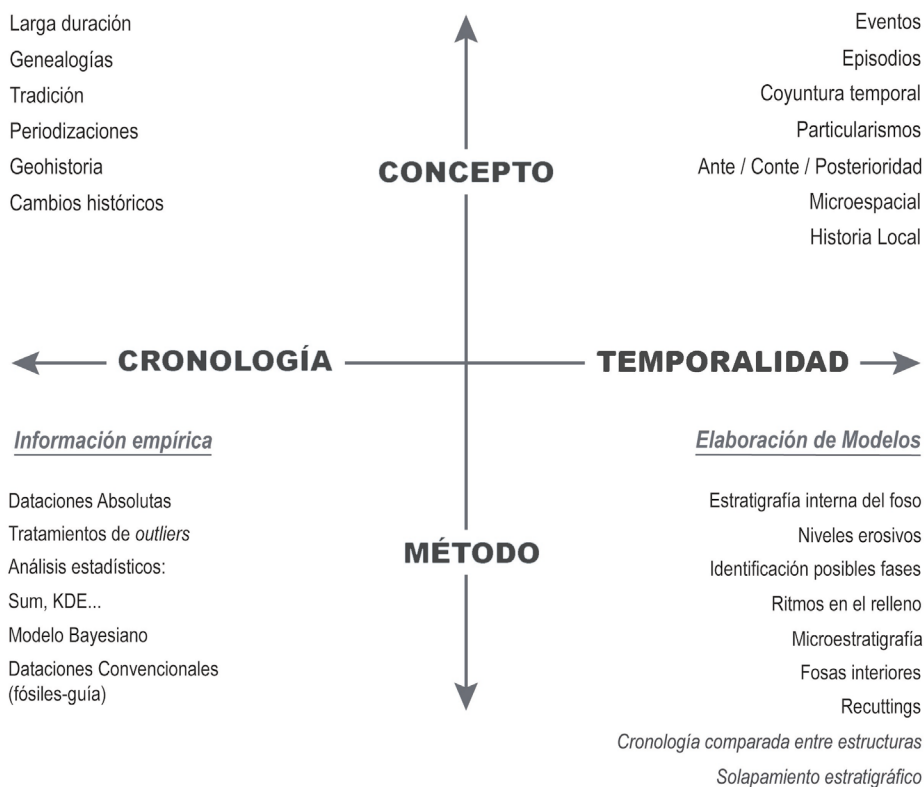 Larga duración
Genealogías
Tradición
Periodizaciones
Geohistoria
Cambios históricos
Eventos
Episodios
Coyuntura temporal
Particularismos
Ante / Conte / Posterioridad
Microespacial
Historia Local
CONCEPTO
CRONOLOGÍA
TEMPORALIDAD
MÉTODO
Información empírica
Dataciones Absolutas
Tratamientos de outliers
Análisis estadísticos:
Sum, KDE...
Modelo Bayesiano
Dataciones Convencionales
(fósiles-guía)
Elaboración de Modelos
Estratigrafía interna del foso
Niveles erosivos
Identificación posibles fases
Ritmos en el relleno
Microestratigrafía
Fosas interiores
Recuttings
Cronología comparada entre estructuras
Solapamiento estratigráfico